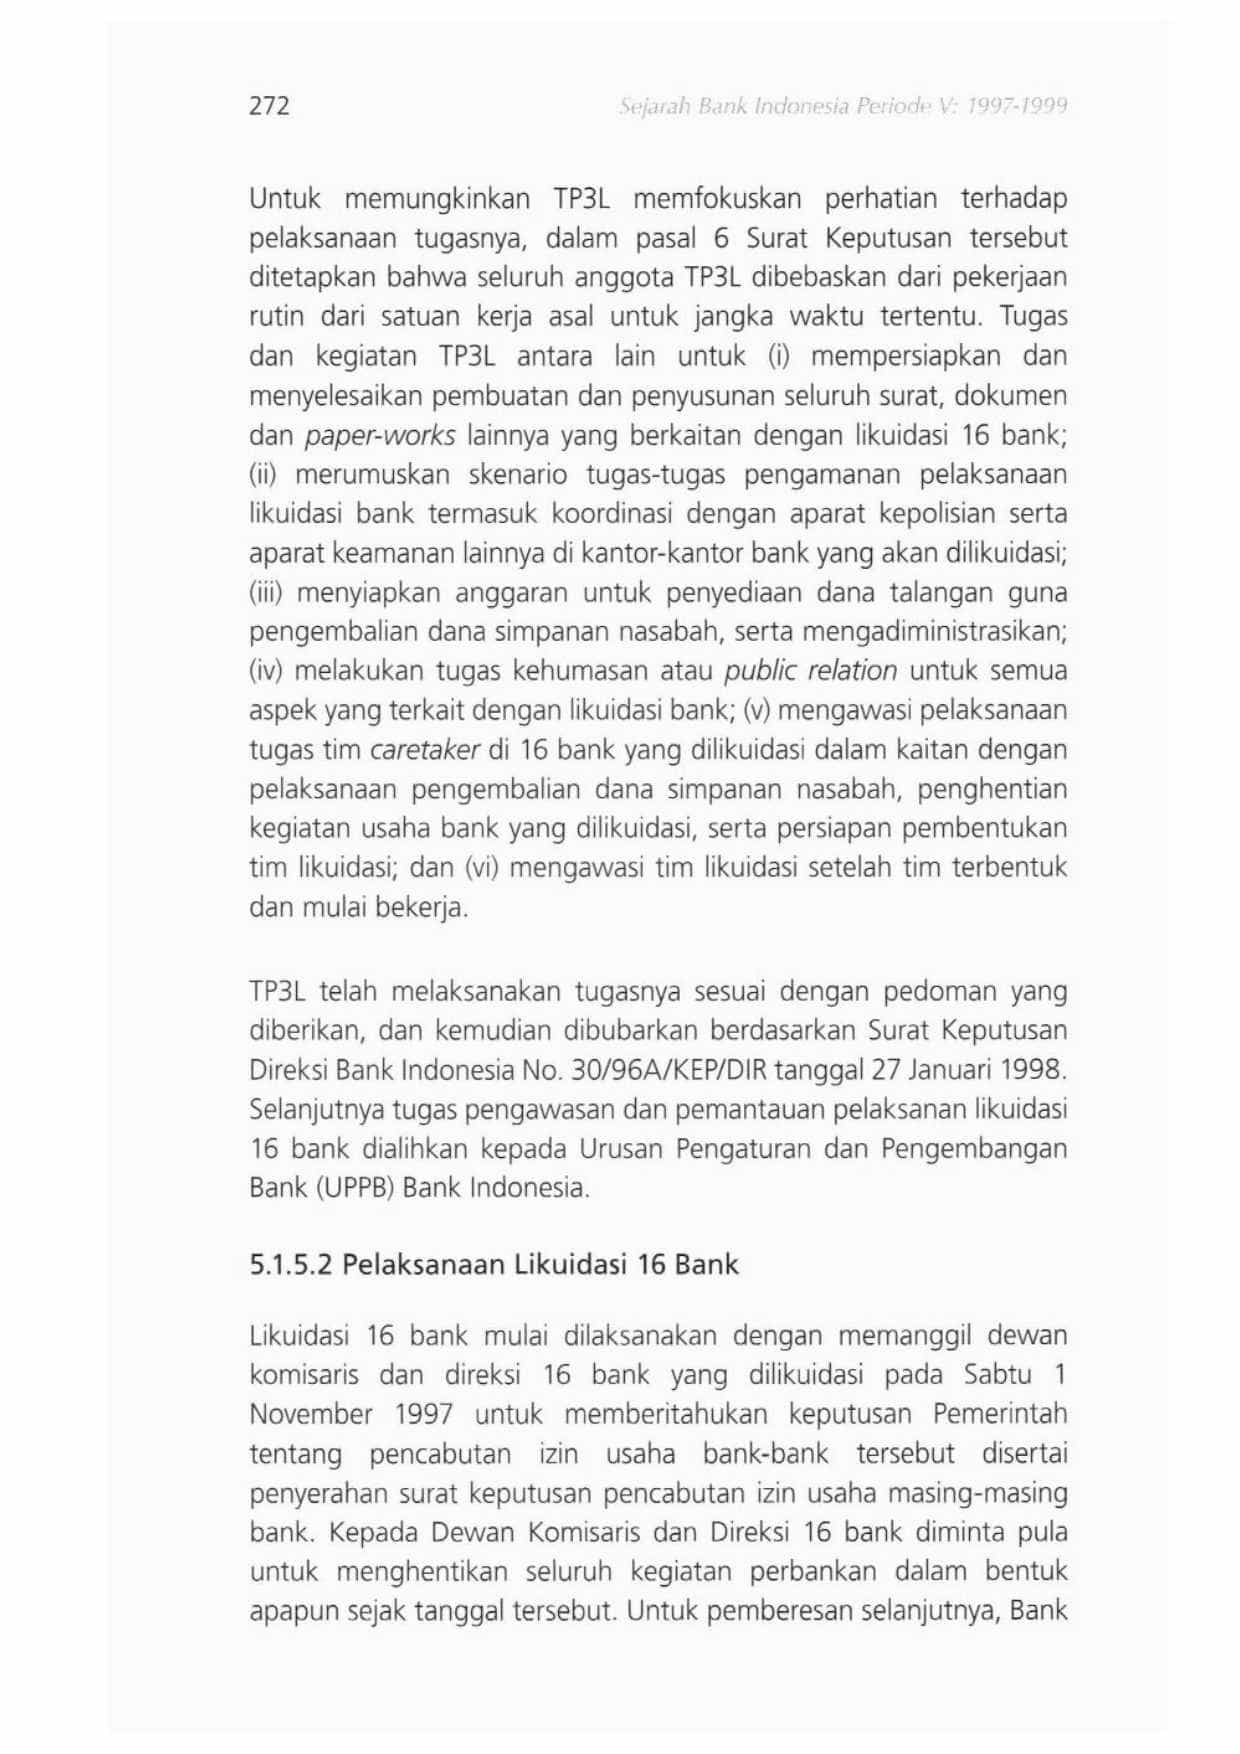 272
Sejarah Bank Indonesia Periode V: 1997-1999
Untuk memungkinkan TP3L memfokuskan perhatian terhadap
pelaksanaan tugasnya, dalam pasal 6 Surat Keputusan tersebut
ditetapkan bahwa seluruh anggota TP3L dibebaskan dari pekerjaan
rutin dari satuan kerja asal untuk jangka waktu tertentu. Tugas
dan kegiatan TP3L antara lain untuk (i) mempersiapkan dan
menyelesaikan pembuatan dan penyusunan seluruh surat, dokumen
dan paper-works lainnya yang berkaitan dengan likuidasi 16 bank;
(ii) merumuskan skenario tugas-tugas pengamanan pelaksanaan
likuidasi bank termasuk koordinasi dengan aparat kepolisian serta
aparat keamanan lainnya di kantor-kantor bank yang akan dilikuidasi;
(iii) menyiapkan anggaran untuk penyediaan dana talangan guna
pengembalian dana simpanan nasabah, serta mengadiministrasikan;
(iv) melakukan tugas kehumasan atau public relation untuk semua
aspek yang terkait dengan likuidasi bank; (v) mengawasi pelaksanaan
tugas tim caretaker di 16 bank yang dilikuidasi dalam kaitan dengan
pelaksanaan pengembalian dana simpanan nasabah, penghentian
kegiatan usaha bank yang dilikuidasi, serta persiapan pembentukan
tim likuidasi; dan (vi) mengawasi tim likuidasi setelah tim terbentuk
dan mulai bekerja.
TP3L telah melaksanakan tugasnya sesuai dengan pedoman yang
diberikan, dan kemudian dibubarkan berdasarkan Surat Keputusan
Direksi Bank Indonesia No. 30/96A/KEP/DIR tanggal 27 Januari 1998.
Selanjutnya tugas pengawasan dan pemantauan pelaksanan likuidasi
16 bank dialihkan kepada Urusan Pengaturan dan Pengembangan
Bank (UPPB) Bank Indonesia.
5.1.5.2 Pelaksanaan Likuidasi 16 Bank
Likuidasi 16 bank mulai dilaksanakan dengan memanggil dewan
komisaris dan direksi 16 bank yang dilikuidasi pada Sabtu 1
November 1997 untuk memberitahukan keputusan Pemerintah
tentang pencabutan izin usaha bank-bank tersebut disertai
penyerahan surat keputusan pencabutan izin usaha masing-masing
bank. Kepada Dewan Komisaris dan Direksi 16 bank diminta pula
untuk menghentikan seluruh kegiatan perbankan dalam bentuk
apapun sejak tanggal tersebut. Untuk pemberesan selanjutnya, Bank